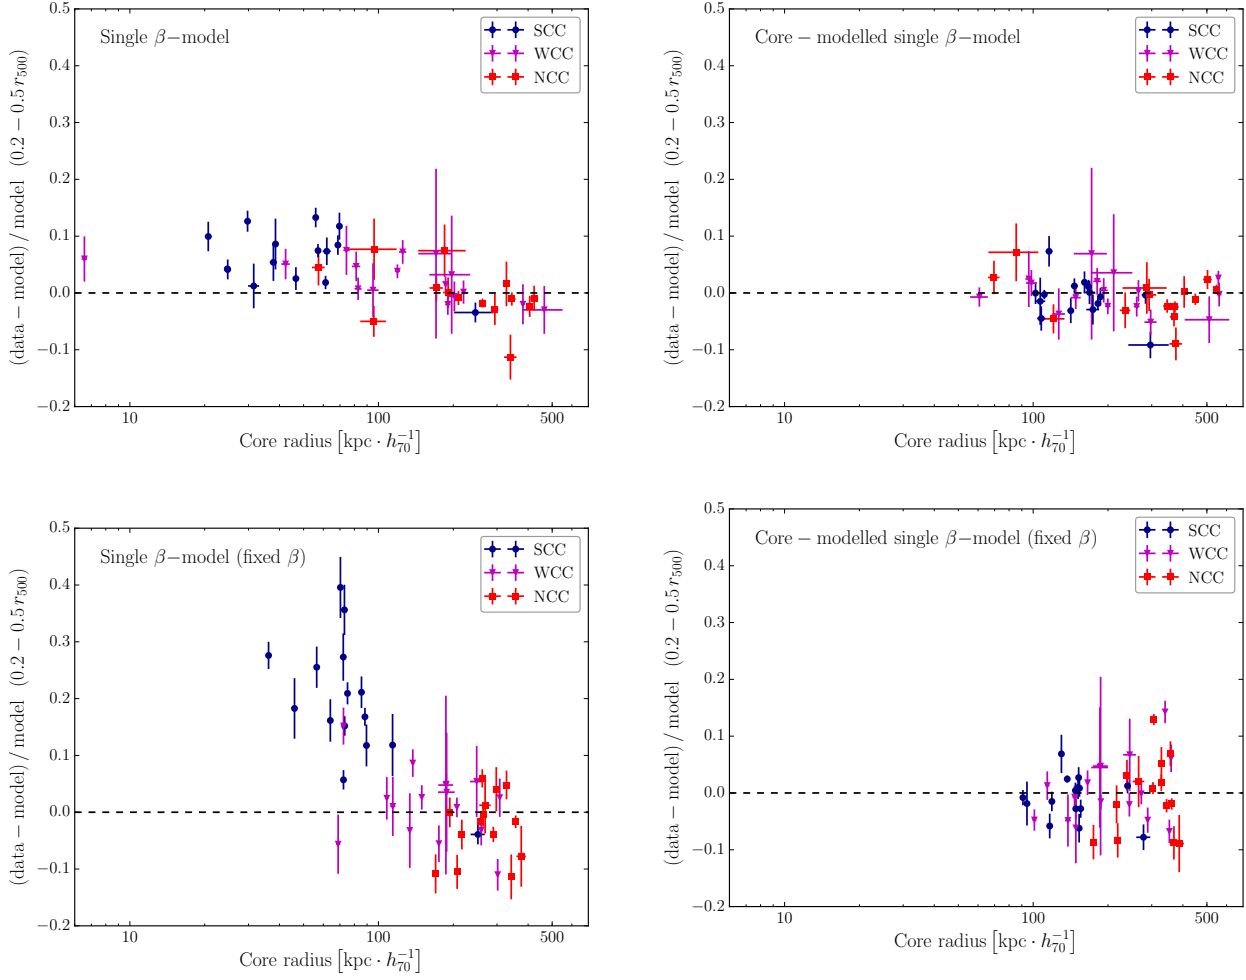 Single β−model
SCC
WCC
NCC
0.5
0.4
0.3
0.2
0.1
0.0
−0.1
−0.2
10
100
500
(data − model) / model (0.2 − 0.5 r500)
Core radius [kpc · h70^−1]
Core − modelled single β−model
SCC
WCC
NCC
0.5
0.4
0.3
0.2
0.1
0.0
−0.1
−0.2
10
100
500
(data − model) / model (0.2 − 0.5 r500)
Core radius [kpc · h70^−1]
Single β−model (fixed β)
SCC
WCC
NCC
0.5
0.4
0.3
0.2
0.1
0.0
−0.1
−0.2
10
100
500
(data − model) / model (0.2 − 0.5 r500)
Core radius [kpc · h70^−1]
Core − modelled single β−model (fixed β)
SCC
WCC
NCC
0.5
0.4
0.3
0.2
0.1
0.0
−0.1
−0.2
10
100
500
(data − model) / model (0.2 − 0.5 r500)
Core radius [kpc · h70^−1]